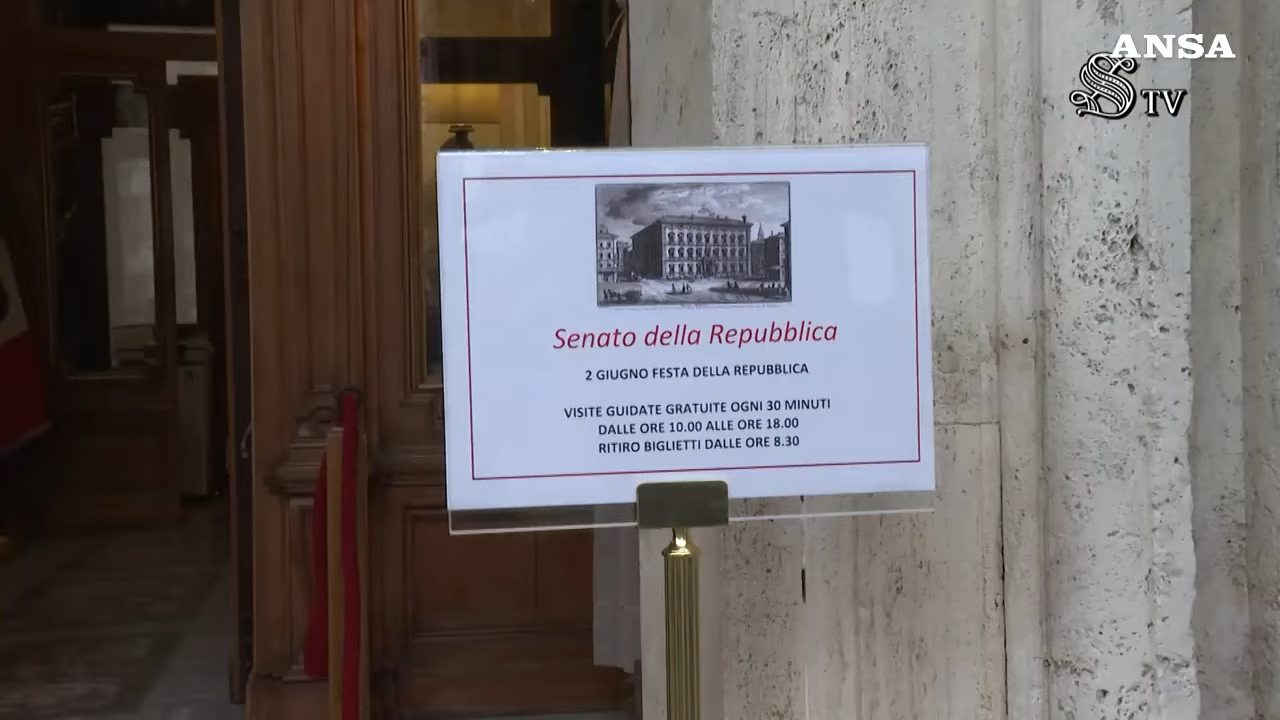 ANSA
S TV
Senato della Repubblica
2 GIUGNO FESTA DELLA REPUBBLICA
VISITE GUIDATE GRATUITE OGNI 30 MINUTI
DALLE ORE 10.00 ALLE ORE 18.00
RITIRO BIGLIETTI DALLE ORE 8.30